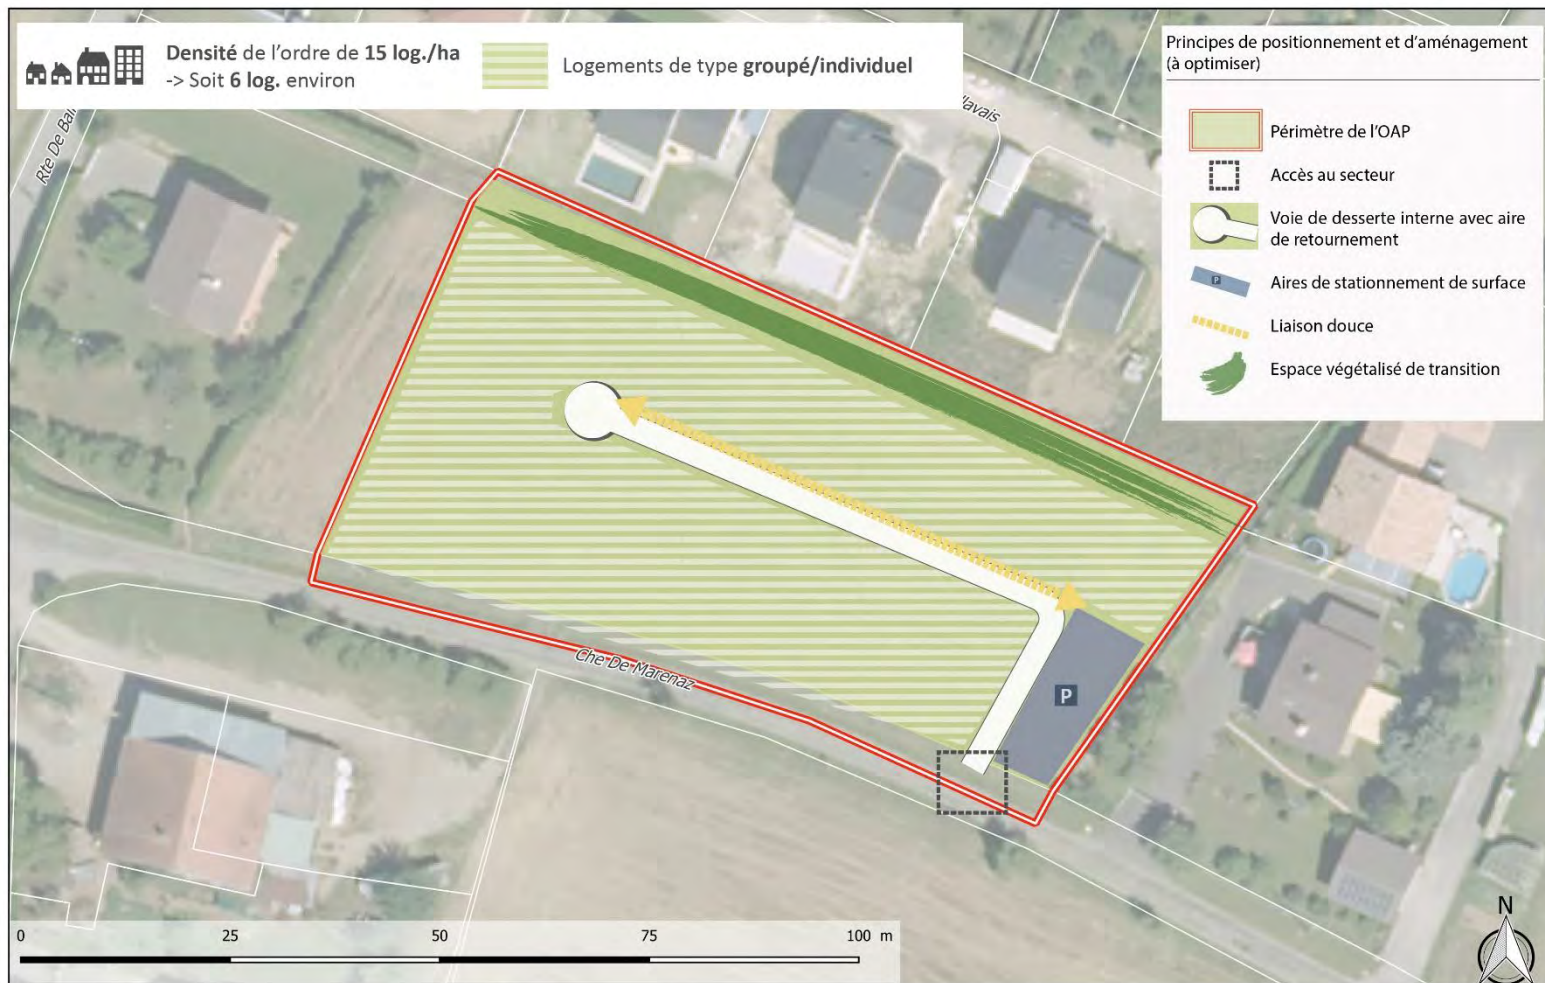 Densité de l'ordre de 15 log./ha
-> Soit 6 log. environ
Logements de type groupé/individuel
Principes de positionnement et d'aménagement
(à optimiser)
Périmètre de l'OAP
Accès au secteur
Voie de desserte interne avec aire
de retournement
P
Aires de stationnement de surface
Liaison douce
Espace végétalisé de transition
Rte De
P
Che De Marenaz
0 25 50 75 100 m
N